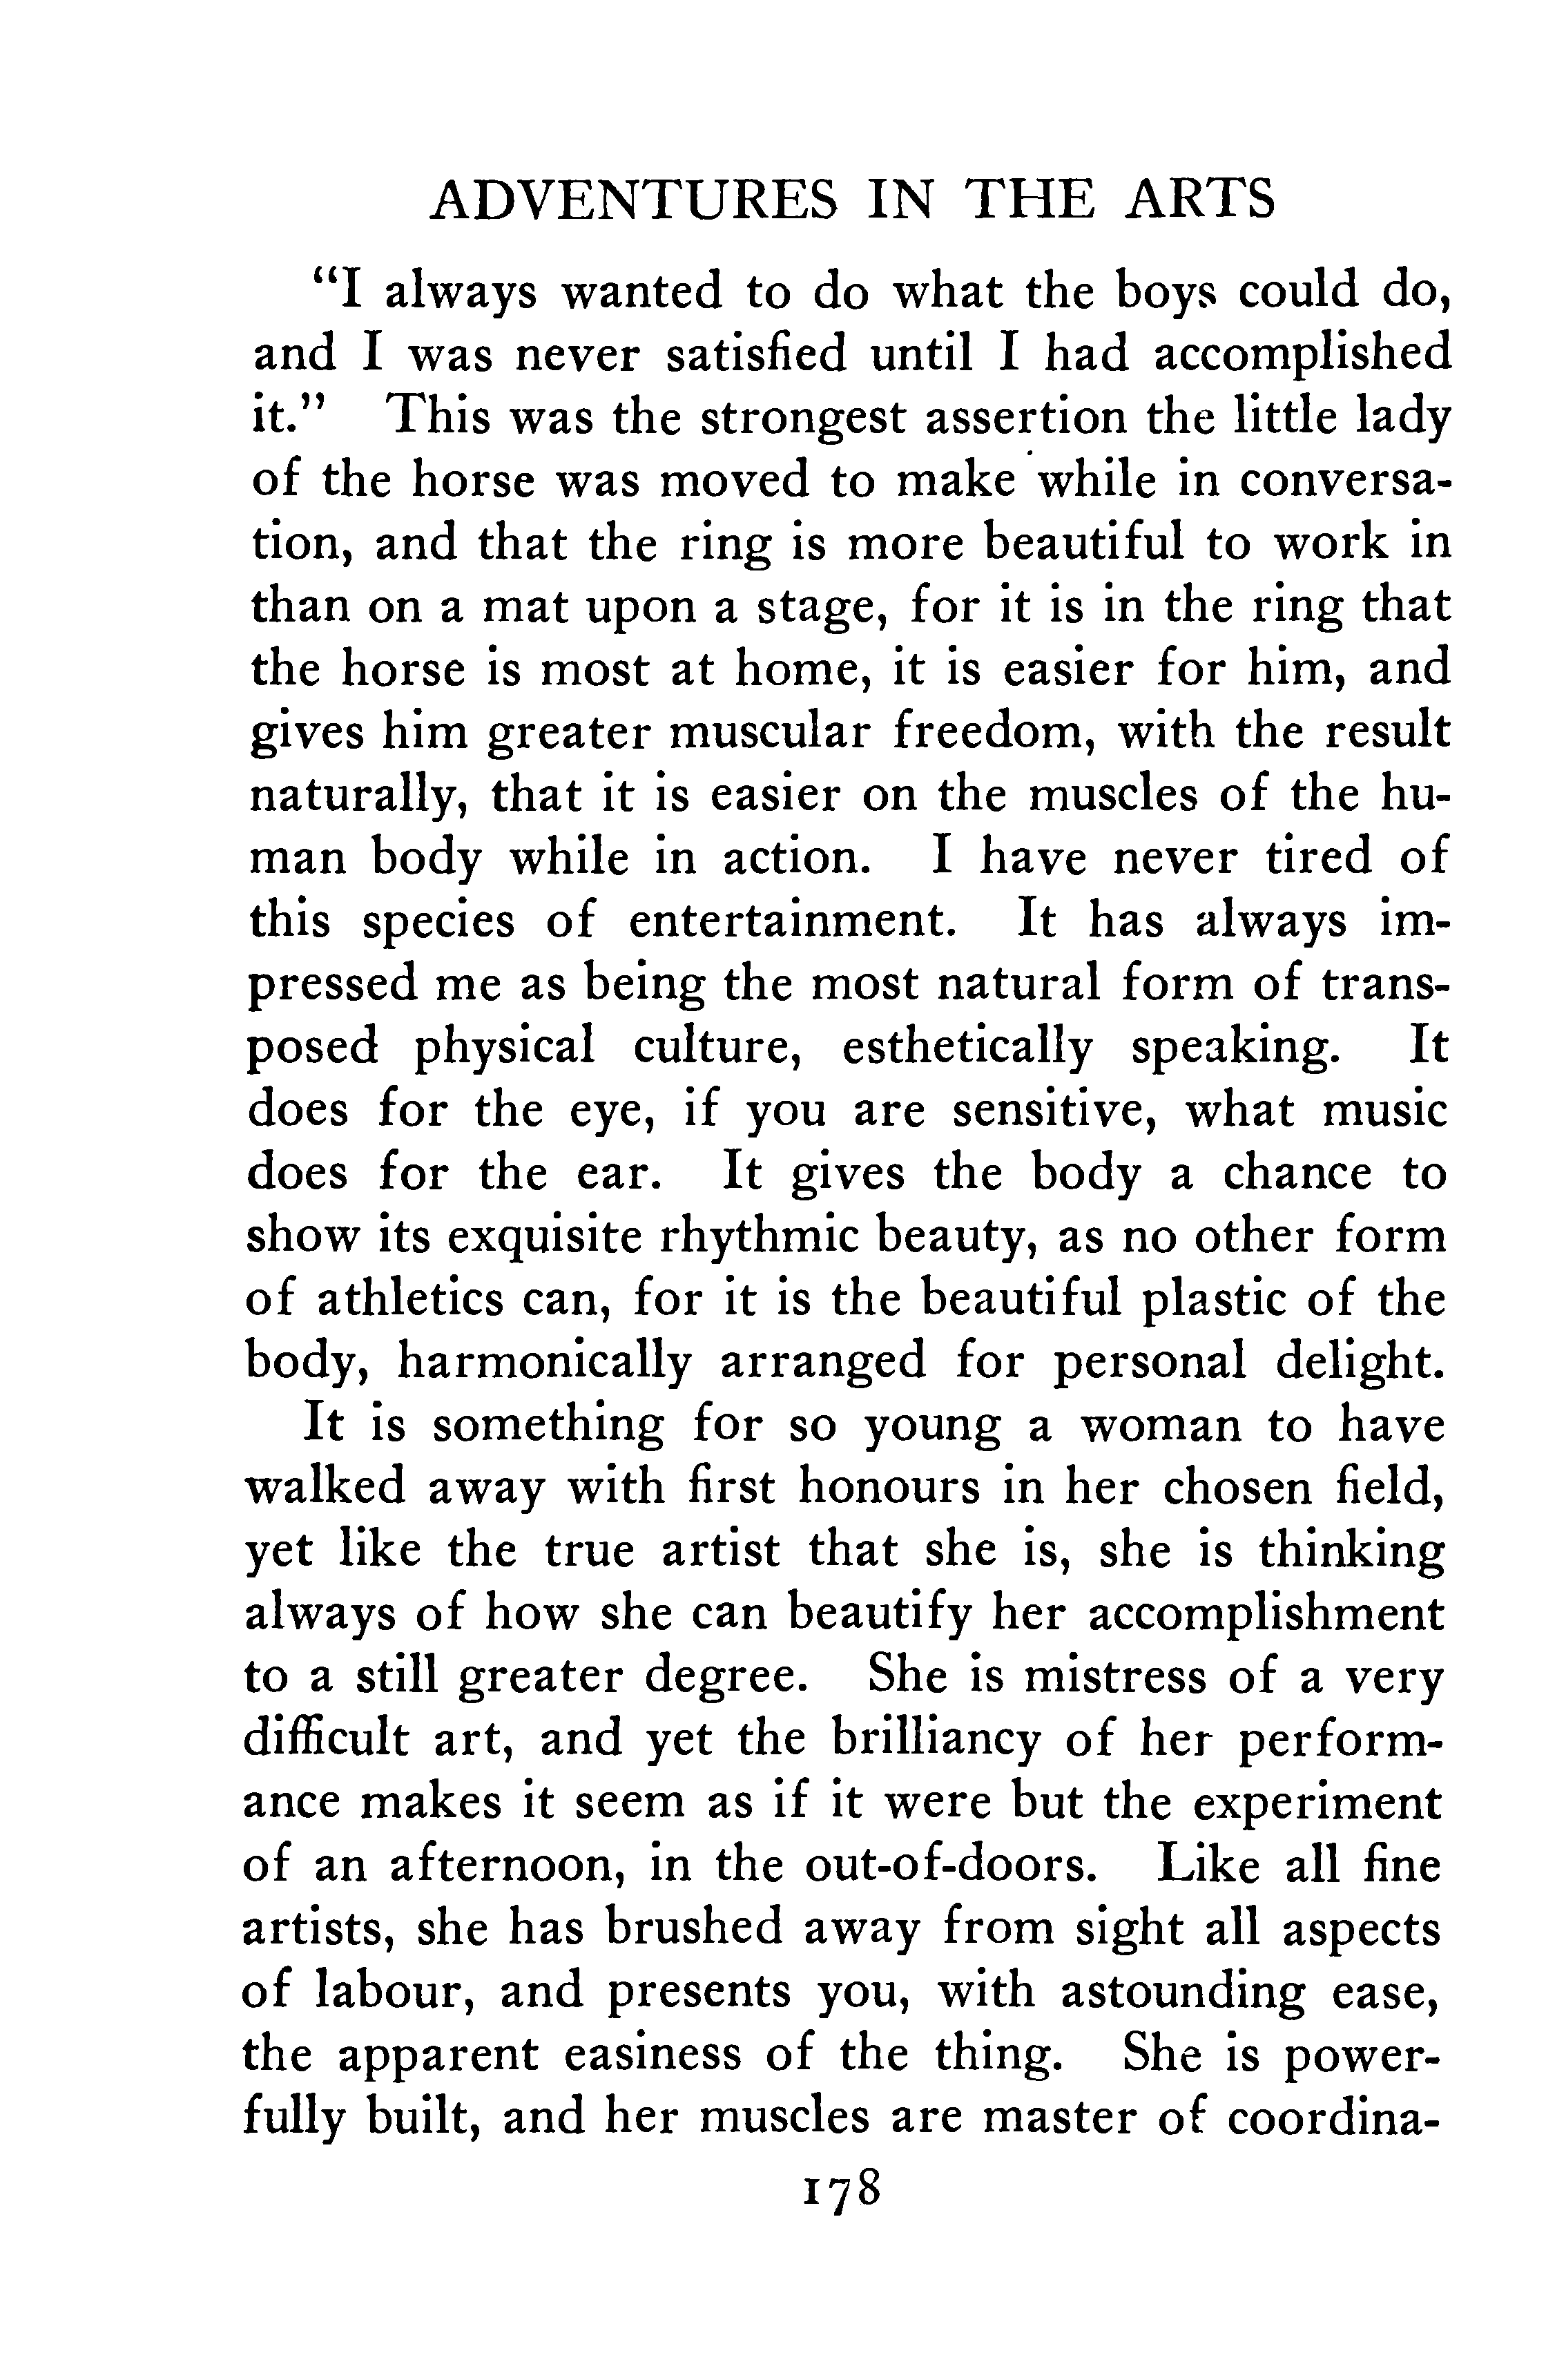 ADVENTURES IN THE ARTS
“I always wanted to do what the boys could do,
and I was never satisfied until I had accomplished
it.” This was the strongest assertion the little lady
of the horse was moved to make while in conversa-
tion, and that the ring is more beautiful to work in
than on a mat upon a stage, for it is in the ring that
the horse is most at home, it is easier for him, and
gives him greater muscular freedom, with the result
naturally, that it is easier on the muscles of the hu-
man body while in action. I have never tired of
this species of entertainment. It has always im-
pressed me as being the most natural form of trans-
posed physical culture, esthetically speaking. It
does for the eye, if you are sensitive, what music
does for the ear. It gives the body a chance to
show its exquisite rhythmic beauty, as no other form
of athletics can, for it is the beautiful plastic of the
body, harmonically arranged for personal delight.
It is something for so young a woman to have
walked away with first honours in her chosen field,
yet like the true artist that she is, she is thinking
always of how she can beautify her accomplishment
to a still greater degree. She is mistress of a very
difficult art, and yet the brilliancy of her perform-
ance makes it seem as if it were but the experiment
of an afternoon, in the out-of-doors. Like all fine
artists, she has brushed away from sight all aspects
of labour, and presents you, with astounding ease,
the apparent easiness of the thing. She is power-
fully built, and her muscles are master of coordina-
178